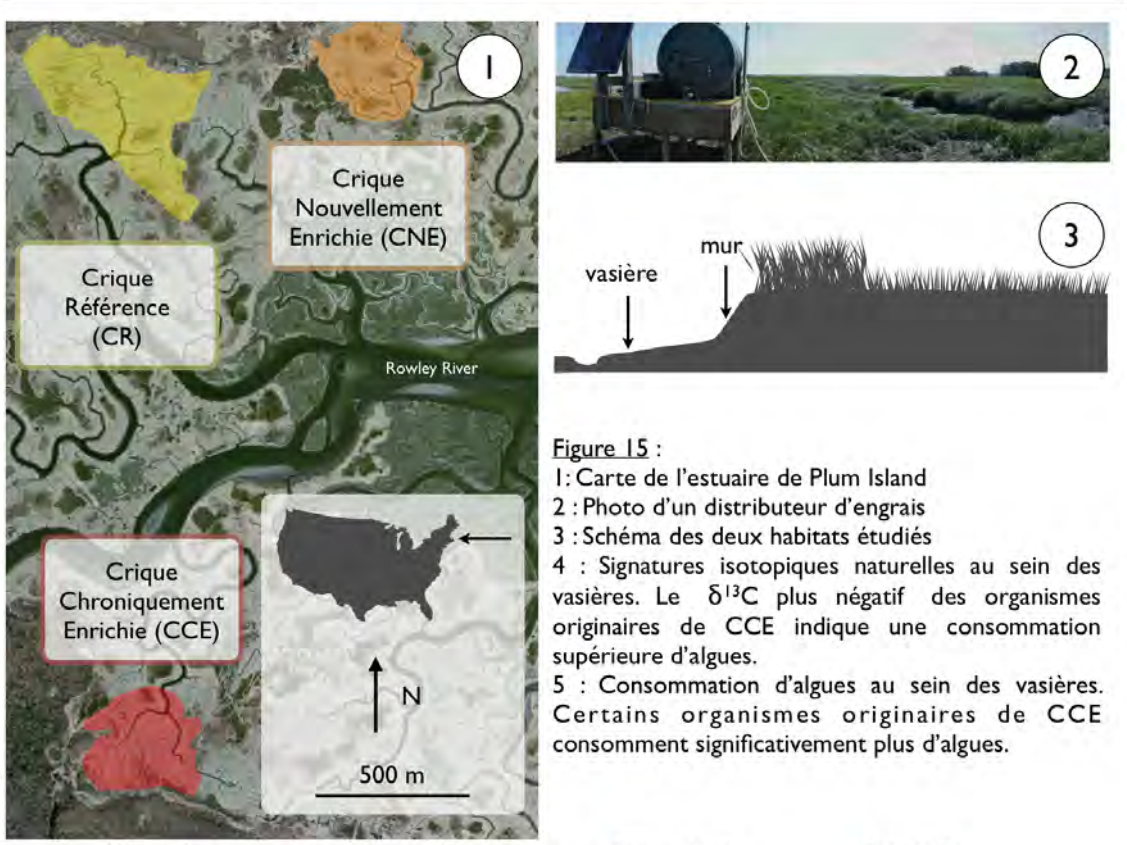 1
Crique
Nouvellement
Enrichie (CNE)
Crique
Référence
(CR)
Rowley River
Crique
Chroniquement
Enrichie (CCE)
N
500 m
2
3
mur
vasière
Figure 15 :
1: Carte de l'estuaire de Plum Island
2 : Photo d'un distributeur d'engrais
3 : Schéma des deux habitats étudiés
4 : Signatures isotopiques naturelles au sein des
vasières. Le δ¹³C plus négatif des organismes
originaires de CCE indique une consommation
supérieure d'algues.
5 : Consommation d'algues au sein des vasières.
Certains organismes originaires de CCE
consomment significativement plus d'algues.